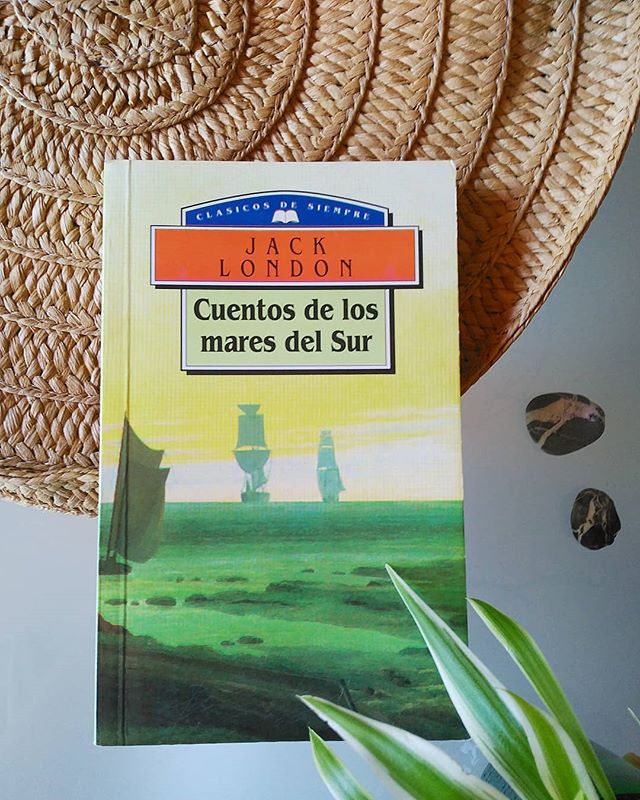 CLASICOS DE SIEMPRE
JACK
LONDON
Cuentos de los
mares del Sur